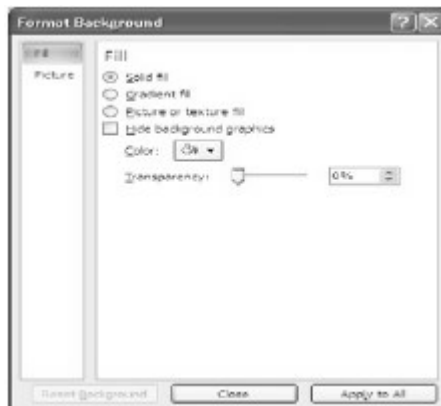 Format Background
Fill
Picture
Fill
Solid fill
Gradient fill
Picture or texture fill
Hide background graphics
Color:
Transparency:
0%
Reset Background
Close
Apply to All